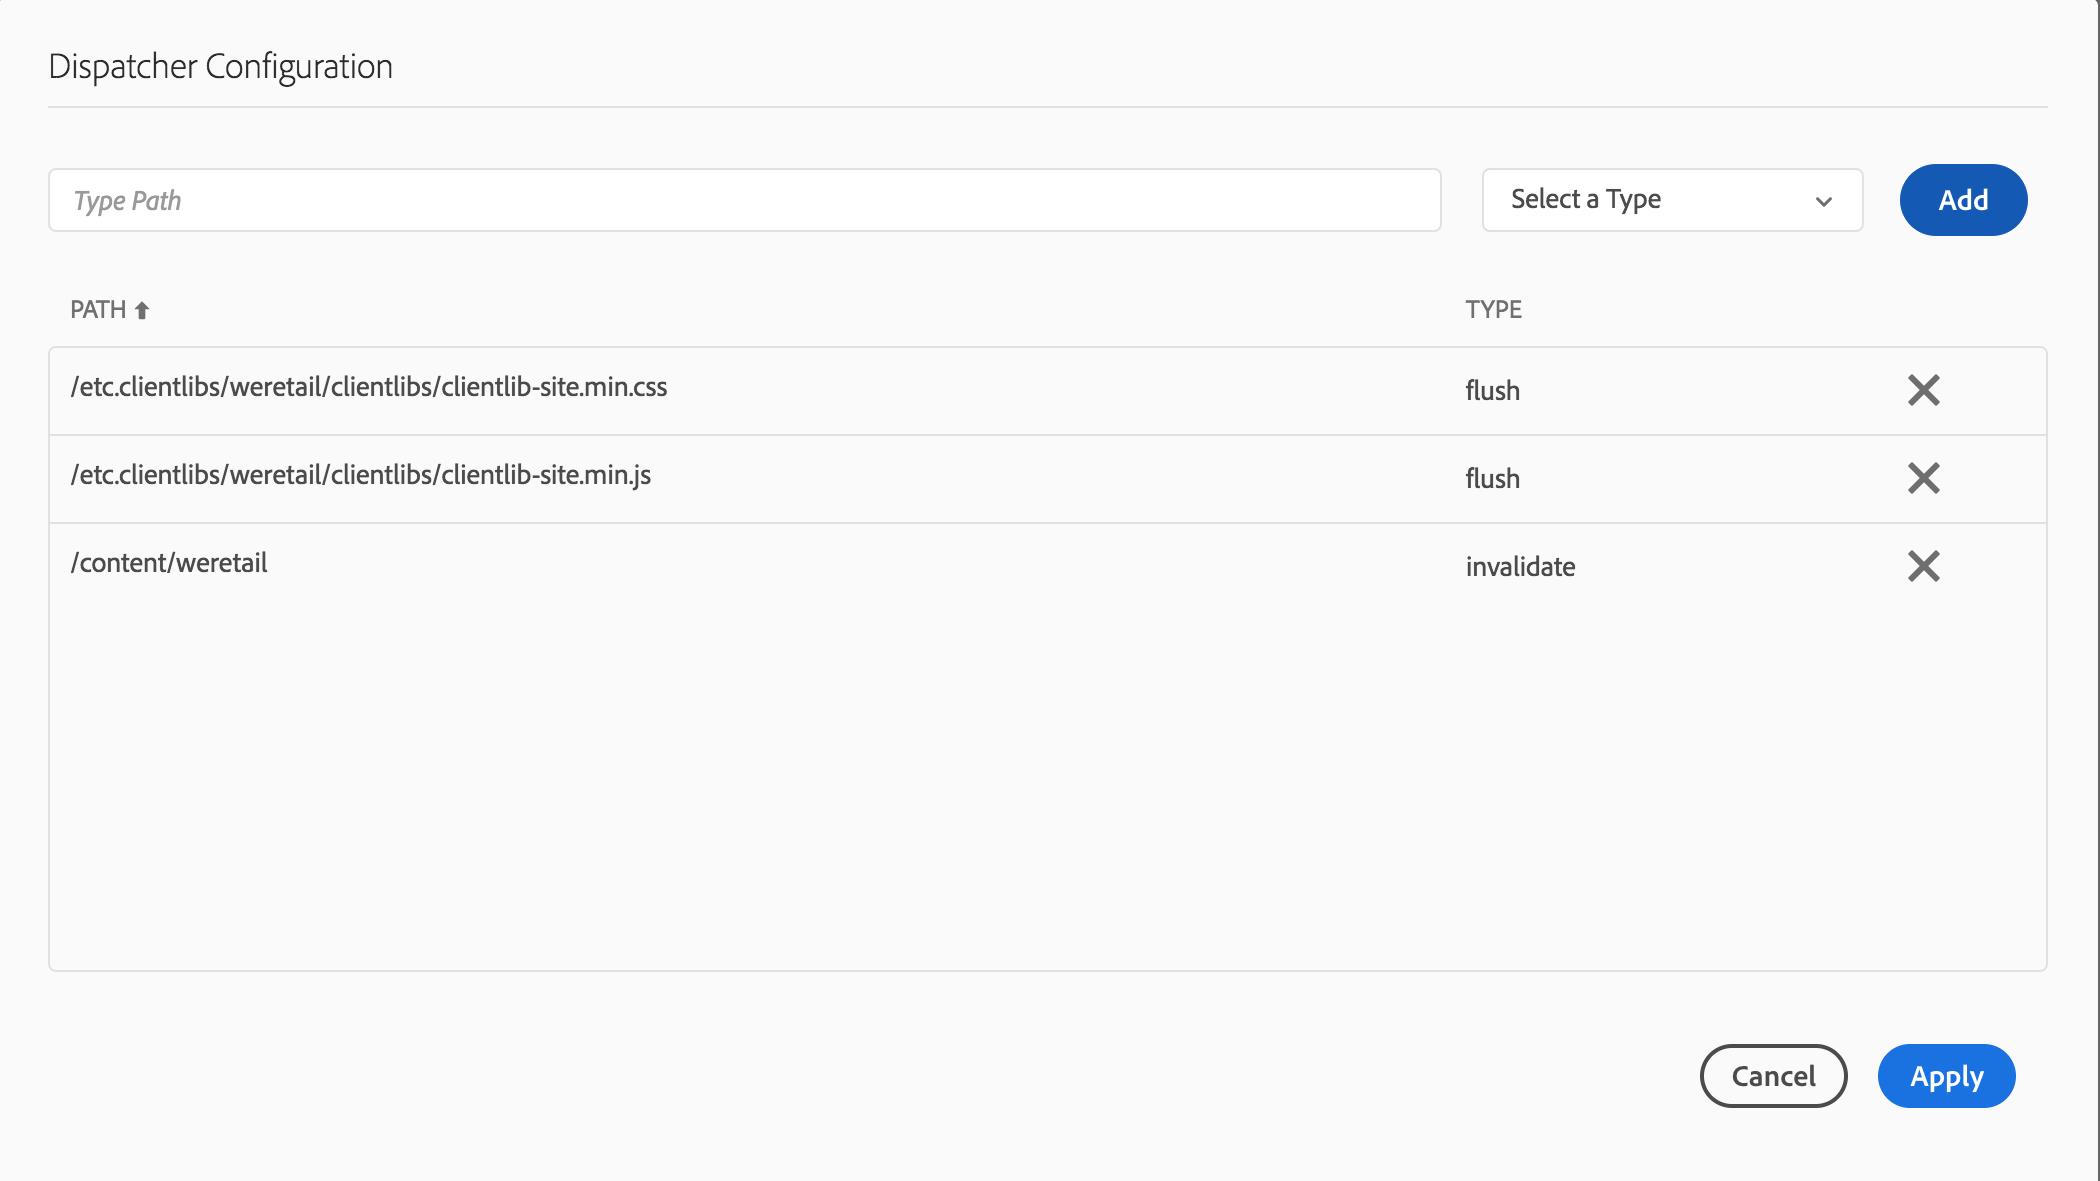 Dispatcher Configuration
Type Path
Select a Type
Add
PATH
TYPE
/etc.clientlibs/weretail/clientlibs/clientlib-site.min.css
flush
/etc.clientlibs/weretail/clientlibs/clientlib-site.min.js
flush
/content/weretail
invalidate
Cancel
Apply